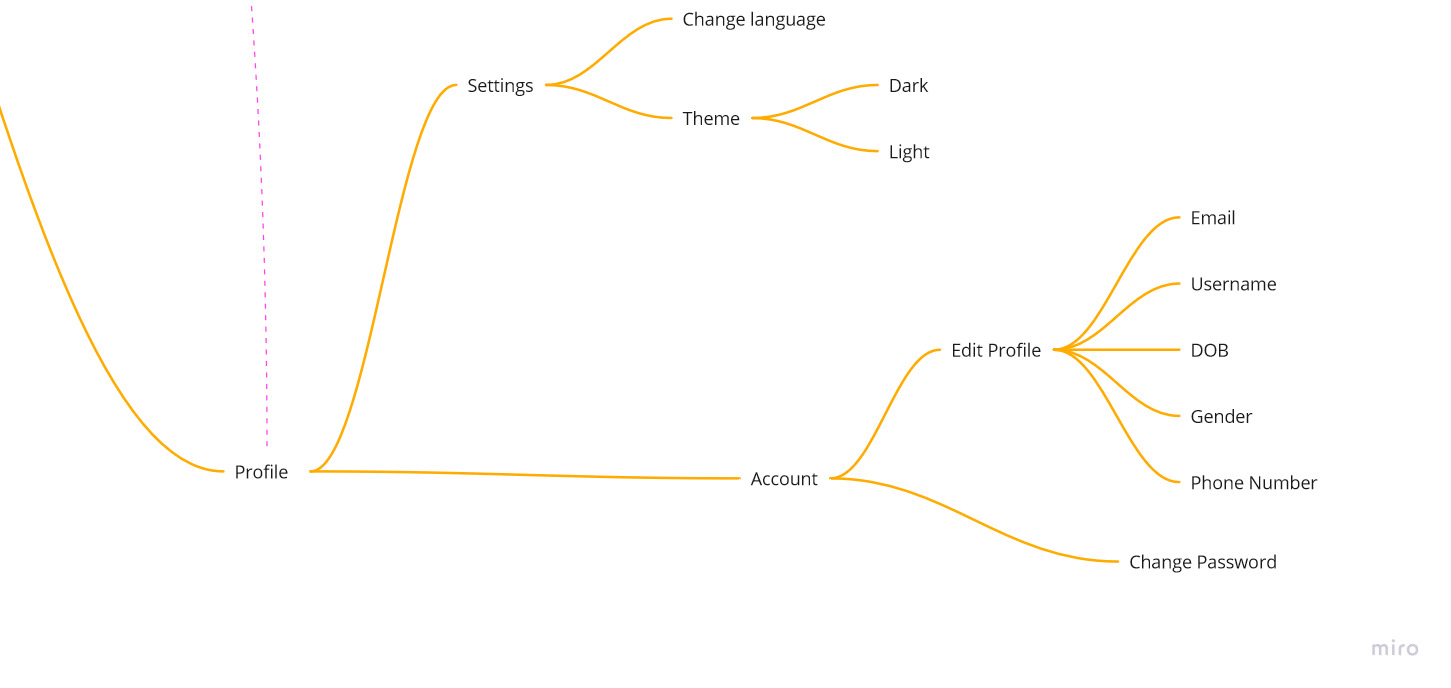 Change language
Settings
Dark
Theme
Light
Email
Username
Edit Profile
DOB
Gender
Profile
Account
Phone Number
Change Password
miro